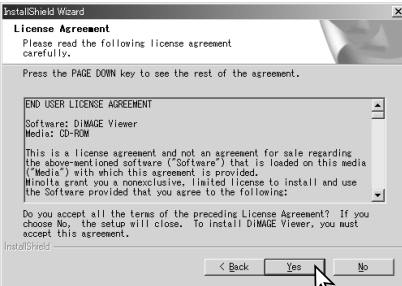 InstallShield Wizard
License Agreement
Please read the following license agreement
carefully.
Press the PAGE DOWN key to see the rest of the agreement.
END USER LICENSE AGREEMENT
Software: DiMAGE Viewer
Media: CD-ROM
This is a license agreement and not an agreement for sale regarding
the above-mentioned software ("Software") that is loaded on this media
("Media") with which this agreement is provided.
Minolta grant you a nonexclusive, limited license to install and use
the Software provided that you agree to the following:
Do you accept all the terms of the preceding License Agreement? If you
choose No, the setup will close. To install DiMAGE Viewer, you must
accept this agreement.
InstallShield
< Back Yes No